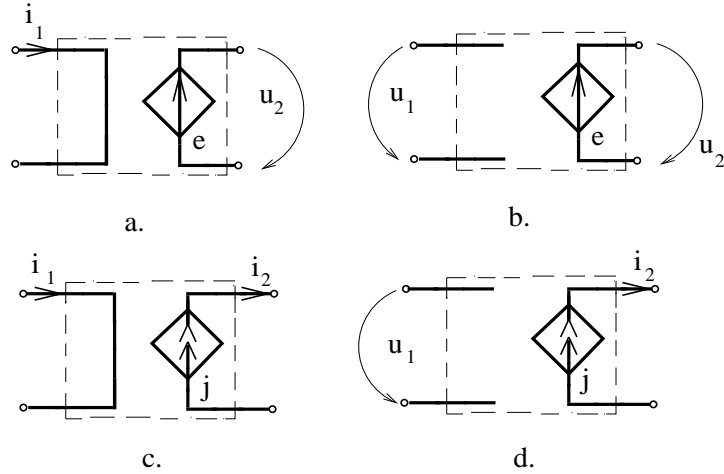 i₁
u₂
e
a.
u₁
e
u₂
b.
i₁
i₂
j
c.
u₁
i₂
j
d.